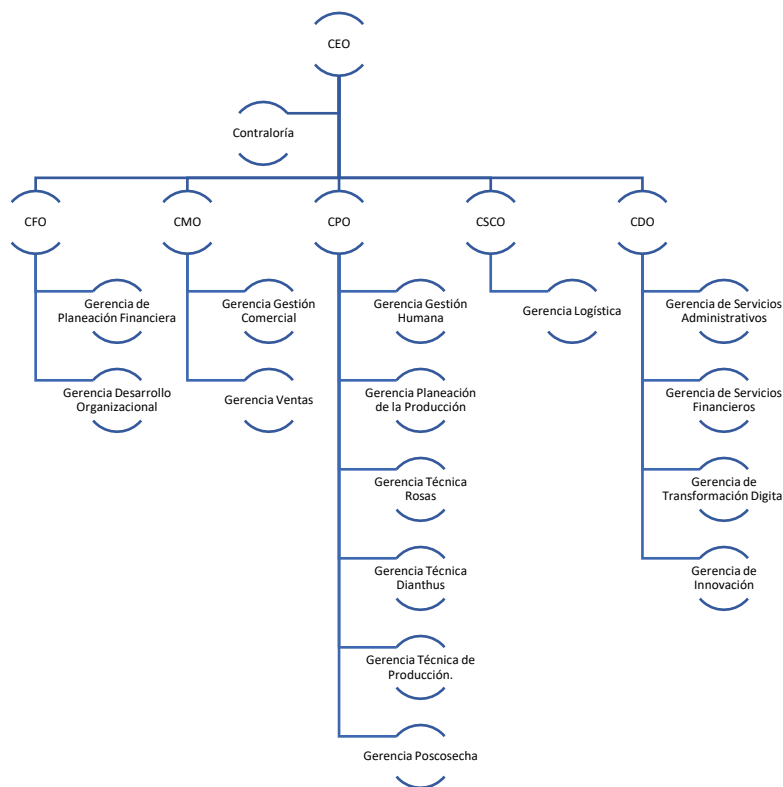 CEO
Contraloría
CFO
CMO
CPO
CSCO
CDO
Gerencia de
Planeación Financiera
Gerencia Gestión
Comercial
Gerencia Gestión
Humana
Gerencia Logística
Gerencia de Servicios
Administrativos
Gerencia Desarrollo
Organizacional
Gerencia Ventas
Gerencia Planeación
de la Producción
Gerencia de Servicios
Financieros
Gerencia Técnica
Rosas
Gerencia de
Transformación Digita
Gerencia Técnica
Dianthus
Gerencia de
Innovación
Gerencia Técnica de
Producción.
Gerencia Poscosecha